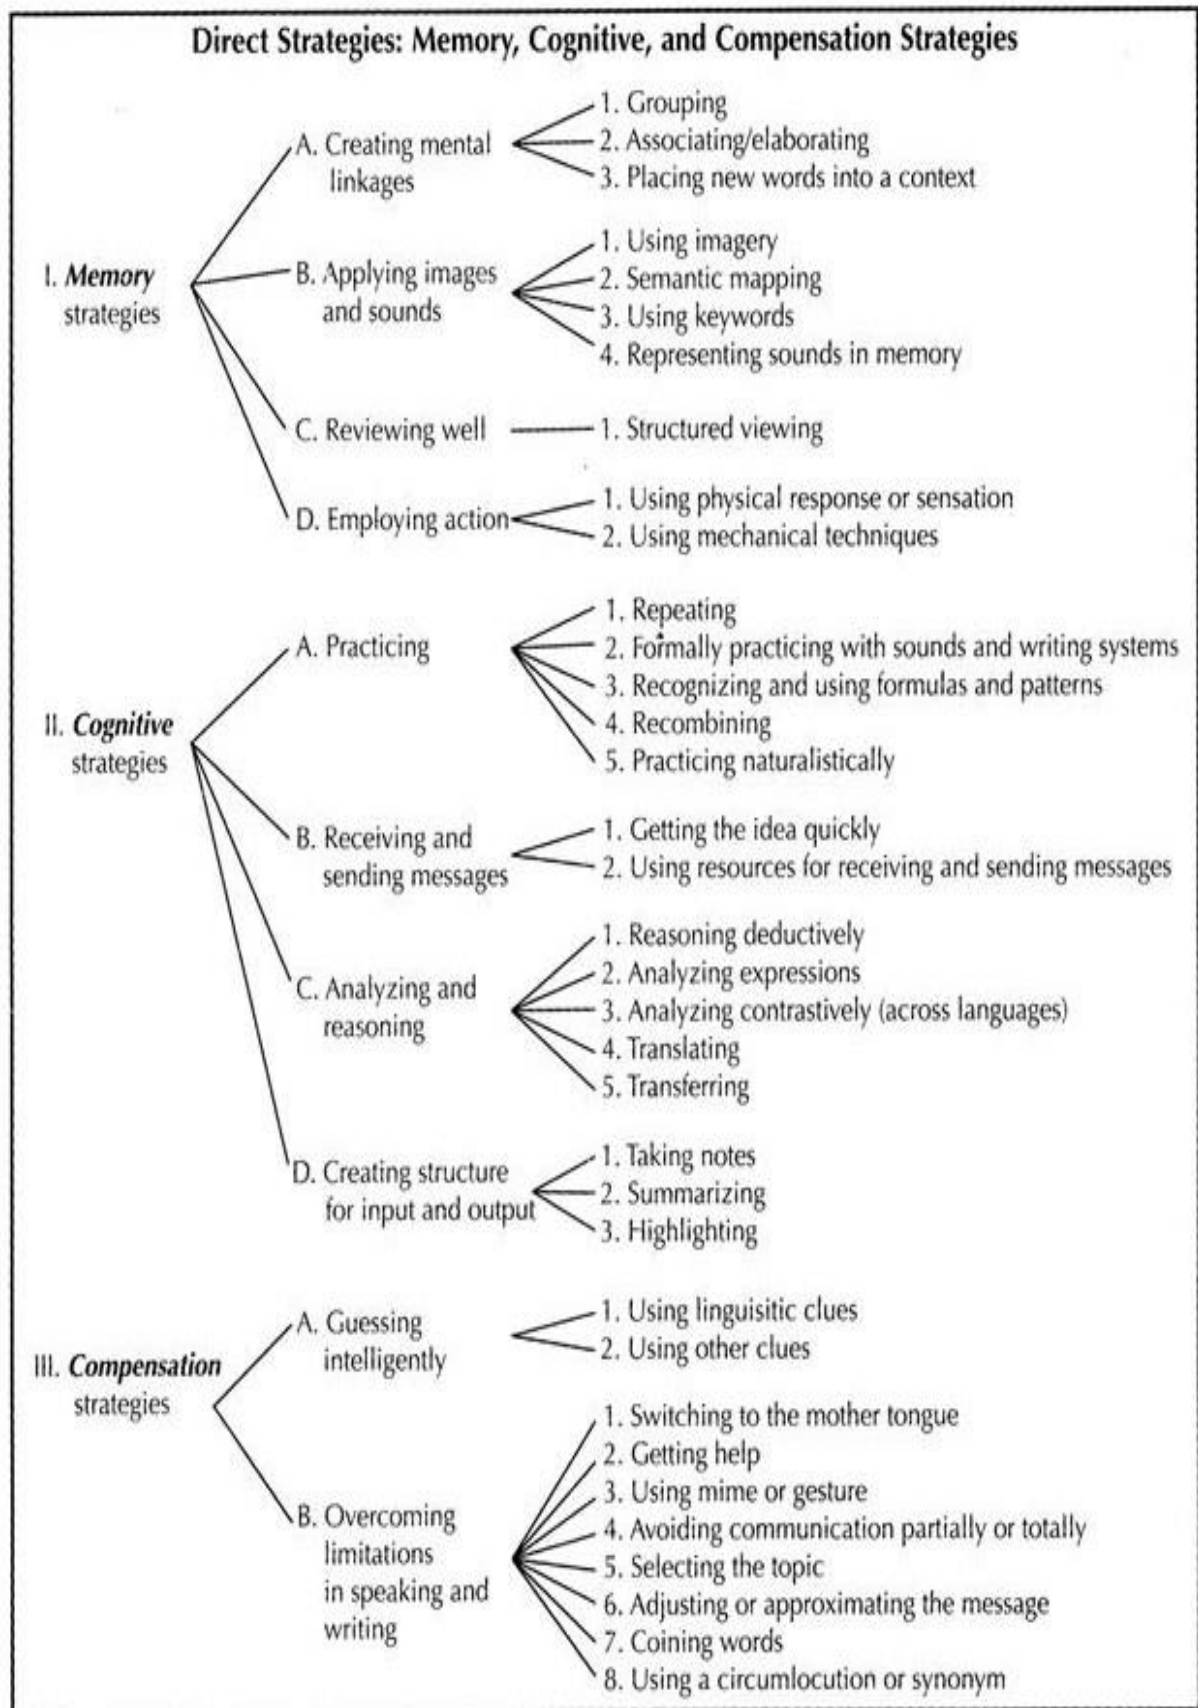 Direct Strategies: Memory, Cognitive, and Compensation Strategies
I. Memory
strategies
A. Creating mental
linkages
1. Grouping
2. Associating/elaborating
3. Placing new words into a context
B. Applying images
and sounds
1. Using imagery
2. Semantic mapping
3. Using keywords
4. Representing sounds in memory
C. Reviewing well
1. Structured viewing
D. Employing action
1. Using physical response or sensation
2. Using mechanical techniques
II. Cognitive
strategies
A. Practicing
1. Repeating
2. Formally practicing with sounds and writing systems
3. Recognizing and using formulas and patterns
4. Recombining
5. Practicing naturalistically
B. Receiving and
sending messages
1. Getting the idea quickly
2. Using resources for receiving and sending messages
C. Analyzing and
reasoning
1. Reasoning deductively
2. Analyzing expressions
3. Analyzing contrastively (across languages)
4. Translating
5. Transferring
D. Creating structure
for input and output
1. Taking notes
2. Summarizing
3. Highlighting
III. Compensation
strategies
A. Guessing
intelligently
1. Using linguisitic clues
2. Using other clues
B. Overcoming
limitations
in speaking and
writing
1. Switching to the mother tongue
2. Getting help
3. Using mime or gesture
4. Avoiding communication partially or totally
5. Selecting the topic
6. Adjusting or approximating the message
7. Coining words
8. Using a circumlocution or synonym